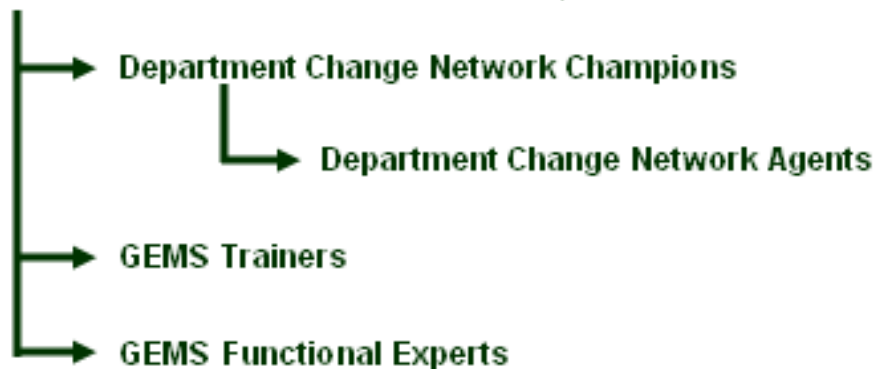 Department Change Network Champions
Department Change Network Agents
GEMS Trainers
GEMS Functional Experts